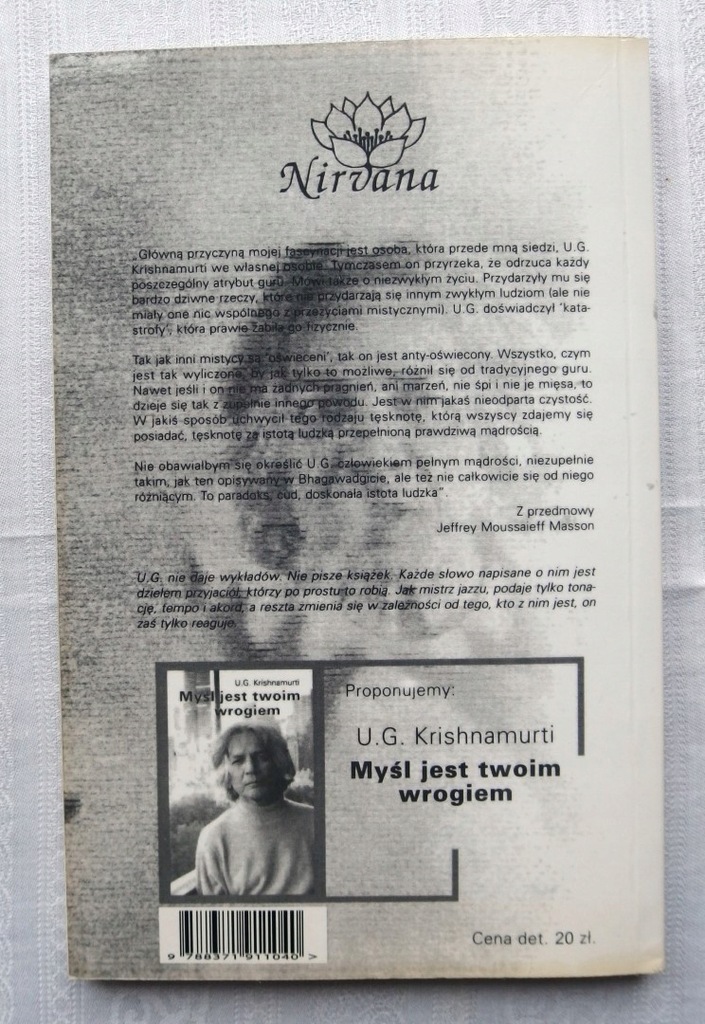 Nirvana
„Główną przyczyną mojej fascynacji jest osoba, która przede mną siedzi, U.G.
Krishnamurti we własnej osobie. Tymczasem on przyrzeka, że odrzuca każdy
poszczególny atrybut guru. Mówi także o niezwykłym życiu. Przydarzyły mu się
bardzo dziwne rzeczy, które nie przydarzają się innym zwykłym ludziom (ale nie
miały one nic wspólnego z przeżyciami mistycznymi). U.G. doświadczył "kata-
strofy", która prawie zabiła go fizycznie.
Tak jak inni mistycy są "oświeceni", tak on jest anty-oświecony. Wszystko, czym
jest tak wyliczone, by jak tylko to możliwe, różnił się od tradycyjnego guru.
Nawet jeśli i on nie ma żadnych pragnień, ani marzeń, nie śpi i nie je mięsa, to
dzieje się tak z zupełnie innego powodu. Jest w nim jakaś nieodparta czystość.
W jakiś sposób uchwycił tego rodzaju tęsknotę, którą wszyscy zdajemy się
posiadać, tęsknotę za istotą ludzką przepełnioną prawdziwą mądrością.
Nie obawiałbym się określić U.G. człowiekiem pełnym mądrości, niezupełnie
takim, jak ten opisywany w Bhagawadgicie, ale też nie całkowicie się od niego
różniącym. To paradoks, cud, doskonała istota ludzka"
Z przedmowy
Jeffrey Moussaieff Masson
U.G. nie daje wykładów. Nie pisze książek. Każde słowo napisane o nim jest
dziełem przyjaciół, którzy po prostu to robią. Jak mistrz jazzu, podaje tylko tona-
cję, tempo i akord, a reszta zmienia się w zależności od tego, kto z nim jest, on
zaś tylko reaguje.
U.G. Krishnamurti
Myśl jest twoim
wrogiem
Proponujemy:
U.G. Krishnamurti
Myśl jest twoim
wrogiem
9 788371 911040 >
Cena det. 20 zł.